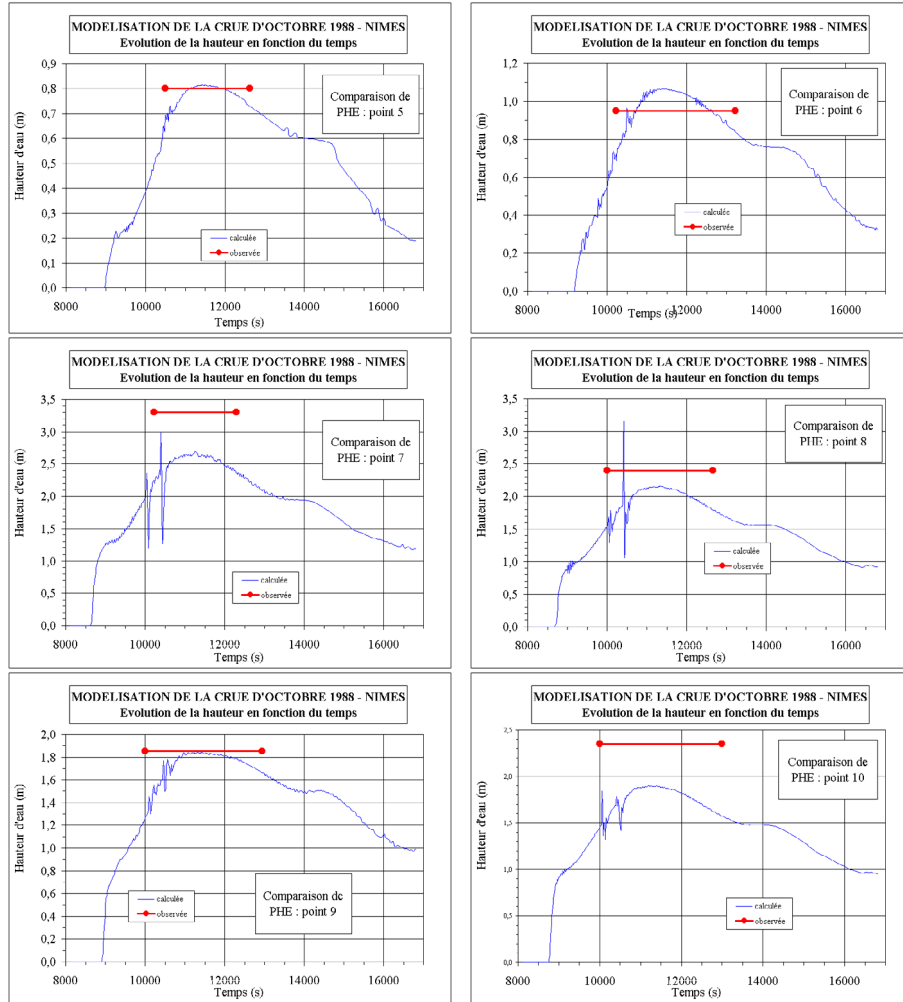 MODELISATION DE LA CRUE D'OCTOBRE 1988 - NIMES
Evolution de la hauteur en fonction du temps
0,9
0,8
0,7
0,6
0,5
0,4
0,3
0,2
0,1
0,0
Hauteur d'eau (m)
Comparaison de
PHE : point 5
calculée
observée
8000 10000 12000 14000 16000
Temps (s)
MODELISATION DE LA CRUE D'OCTOBRE 1988 - NIMES
Evolution de la hauteur en fonction du temps
1,2
1,0
0,8
0,6
0,4
0,2
0,0
Hauteur d'eau (m)
Comparaison de
PHE : point 6
calculée
observée
8000 10000 12000 14000 16000
Temps (s)
MODELISATION DE LA CRUE D'OCTOBRE 1988 - NIMES
Evolution de la hauteur en fonction du temps
3,5
3,0
2,5
2,0
1,5
1,0
0,5
0,0
Hauteur d'eau (m)
Comparaison de
PHE : point 7
calculée
observée
8000 10000 12000 14000 16000
Temps (s)
MODELISATION DE LA CRUE D'OCTOBRE 1988 - NIMES
Evolution de la hauteur en fonction du temps
3,5
3,0
2,5
2,0
1,5
1,0
0,5
0,0
Hauteur d'eau (m)
Comparaison de
PHE : point 8
calculée
observée
8000 10000 12000 14000 16000
Temps (s)
MODELISATION DE LA CRUE D'OCTOBRE 1988 - NIMES
Evolution de la hauteur en fonction du temps
2,0
1,8
1,6
1,4
1,2
1,0
0,8
0,6
0,4
0,2
0,0
Hauteur d'eau (m)
calculée
observée
Comparaison de
PHE : point 9
8000 10000 12000 14000 16000
Temps (s)
MODELISATION DE LA CRUE D'OCTOBRE 1988 - NIMES
Evolution de la hauteur en fonction du temps
2,5
2,0
1,5
1,0
0,5
0,0
Hauteur d'eau (m)
Comparaison de
PHE : point 10
calculée
observée
8000 10000 12000 14000 16000
Temps (s)